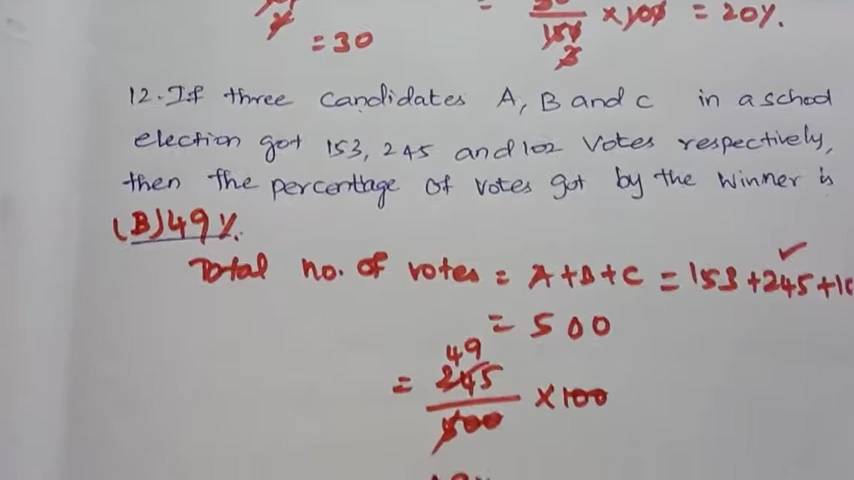 = 30
= 150 × 100 = 20%.
3
12. If three candidates A, B and C in a school
election got 153, 245 and 102 Votes respectively,
then the percentage of votes got by the winner is
(B) 49%.
Total no. of votes = A+B+C = 153+245+10
= 500
49
= 245
500 × 100